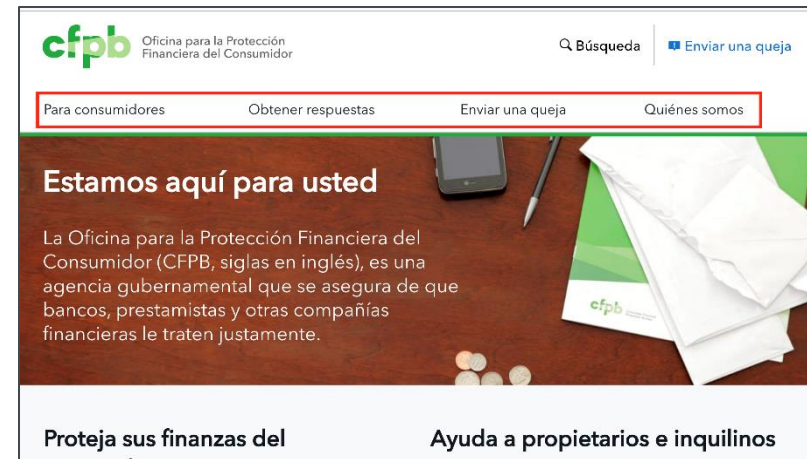 cfpb Oficina para la Protección
Financiera del Consumidor
Búsqueda
Enviar una queja
Para consumidores
Obtener respuestas
Enviar una queja
Quiénes somos
Estamos aquí para usted
La Oficina para la Protección Financiera del
Consumidor (CFPB, siglas en inglés), es una
agencia gubernamental que se asegura de que
bancos, prestamistas y otras compañías
financieras le traten justamente.
cfpb
Proteja sus finanzas del
Ayuda a propietarios e inquilinos